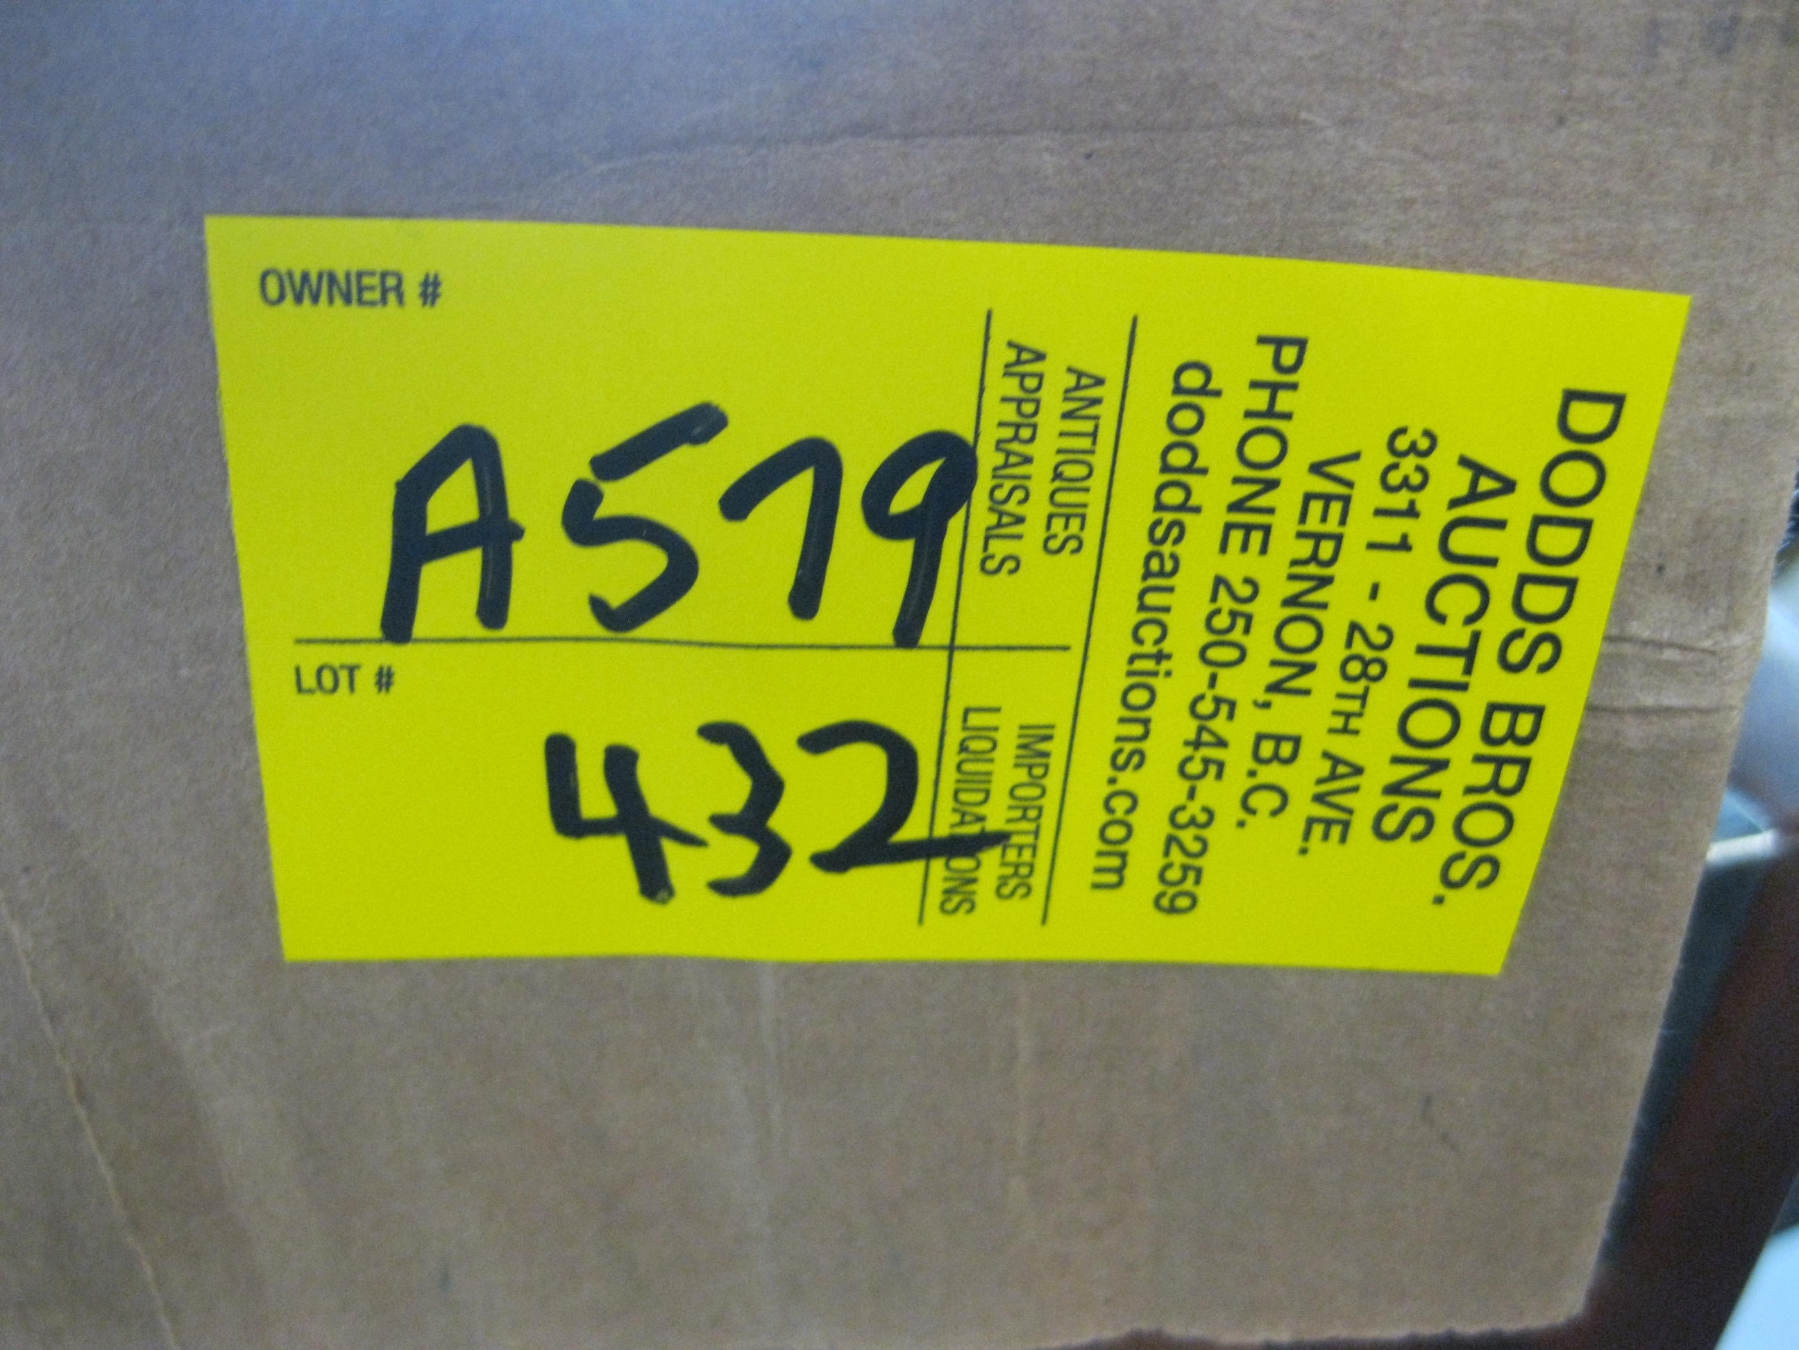 DODDS BROS.
AUCTIONS
3311 - 28TH AVE.
VERNON, B.C.
PHONE 250-545-3259
doddsauctions.com
ANTIQUES
APPRAISALS
IMPORTERS
LIQUIDATIONS
OWNER #
A579
LOT #
432